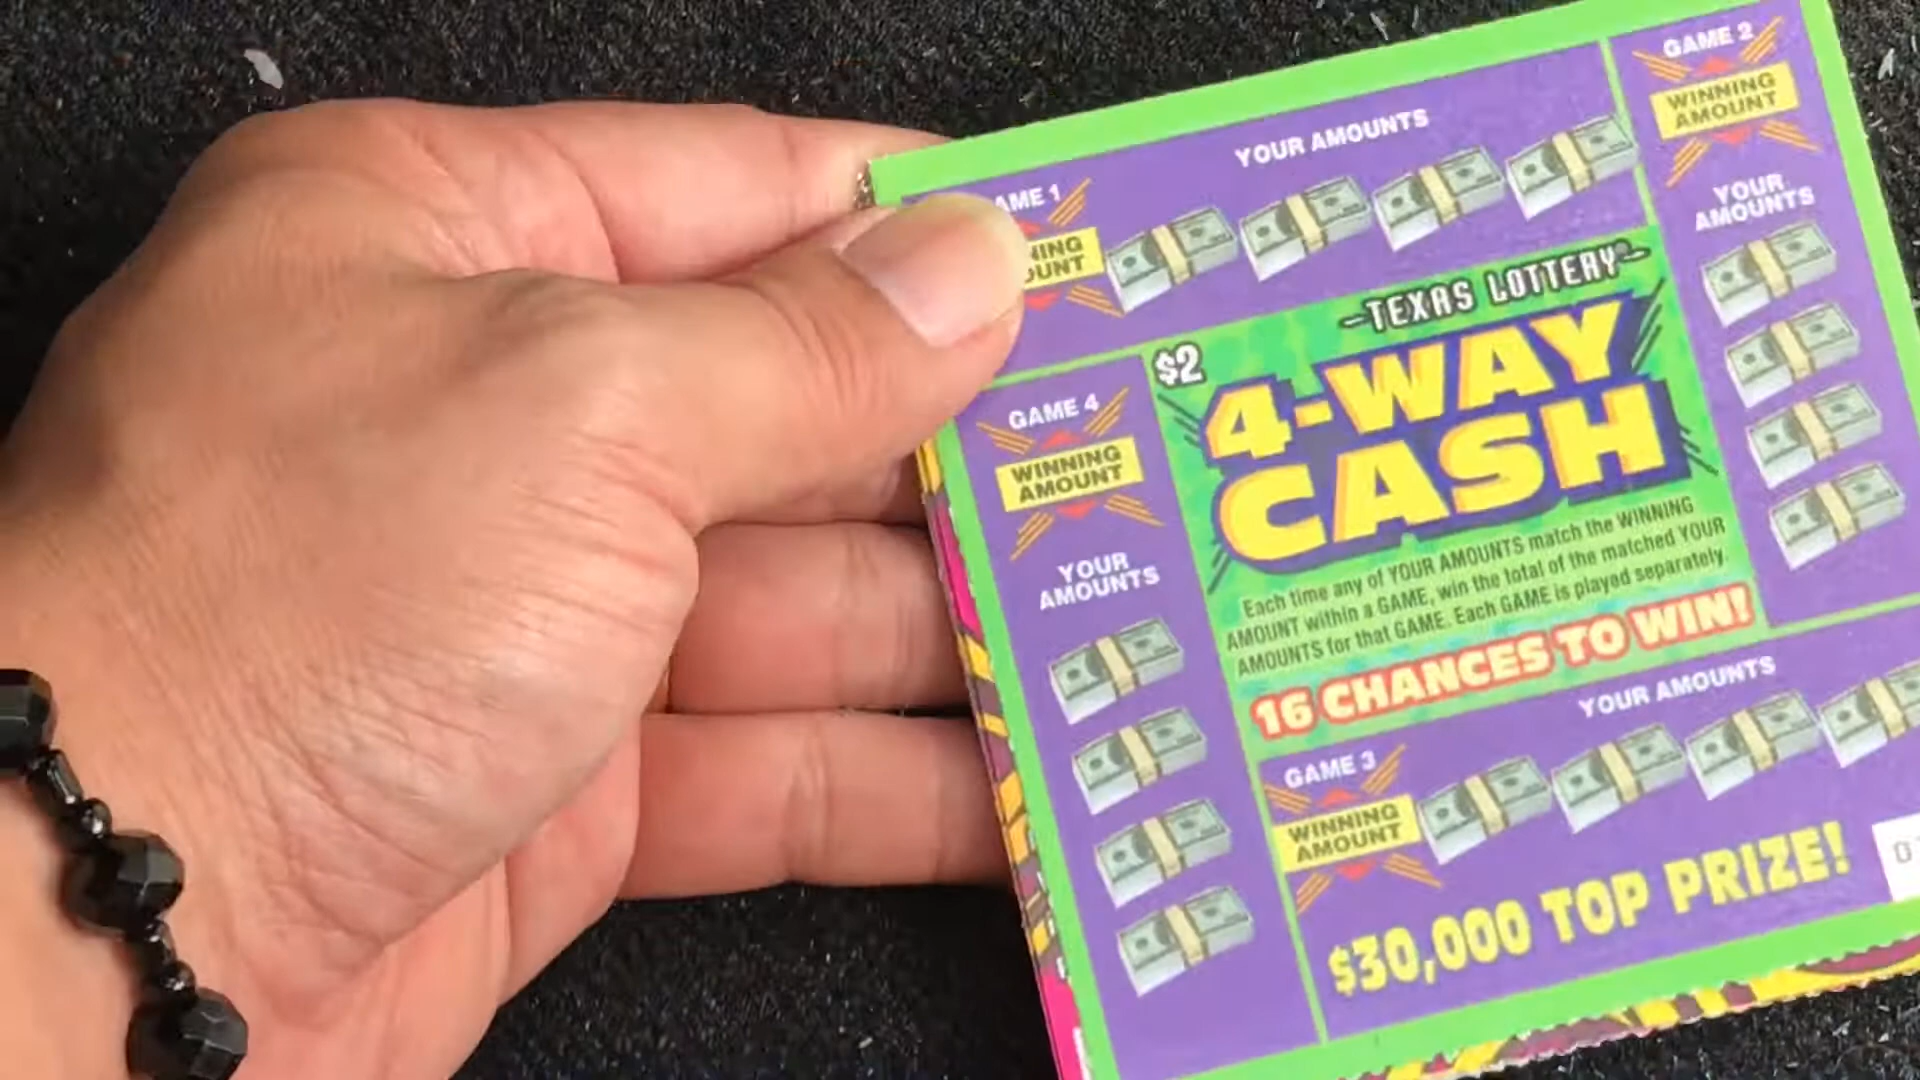 GAME 2
WINNING
AMOUNT
YOUR
AMOUNTS
YOUR AMOUNTS
AME 1
NING
OUNT
TEXAS LOTTERY®
$2
4-WAY
CASH
Each time any of YOUR AMOUNTS match the WINNING
AMOUNT within a GAME, win the total of the matched YOUR
AMOUNTS for that GAME. Each GAME is played separately.
16 CHANCES TO WIN!
GAME 4
WINNING
AMOUNT
YOUR
AMOUNTS
YOUR AMOUNTS
GAME 3
WINNING
AMOUNT
$30,000 TOP PRIZE!